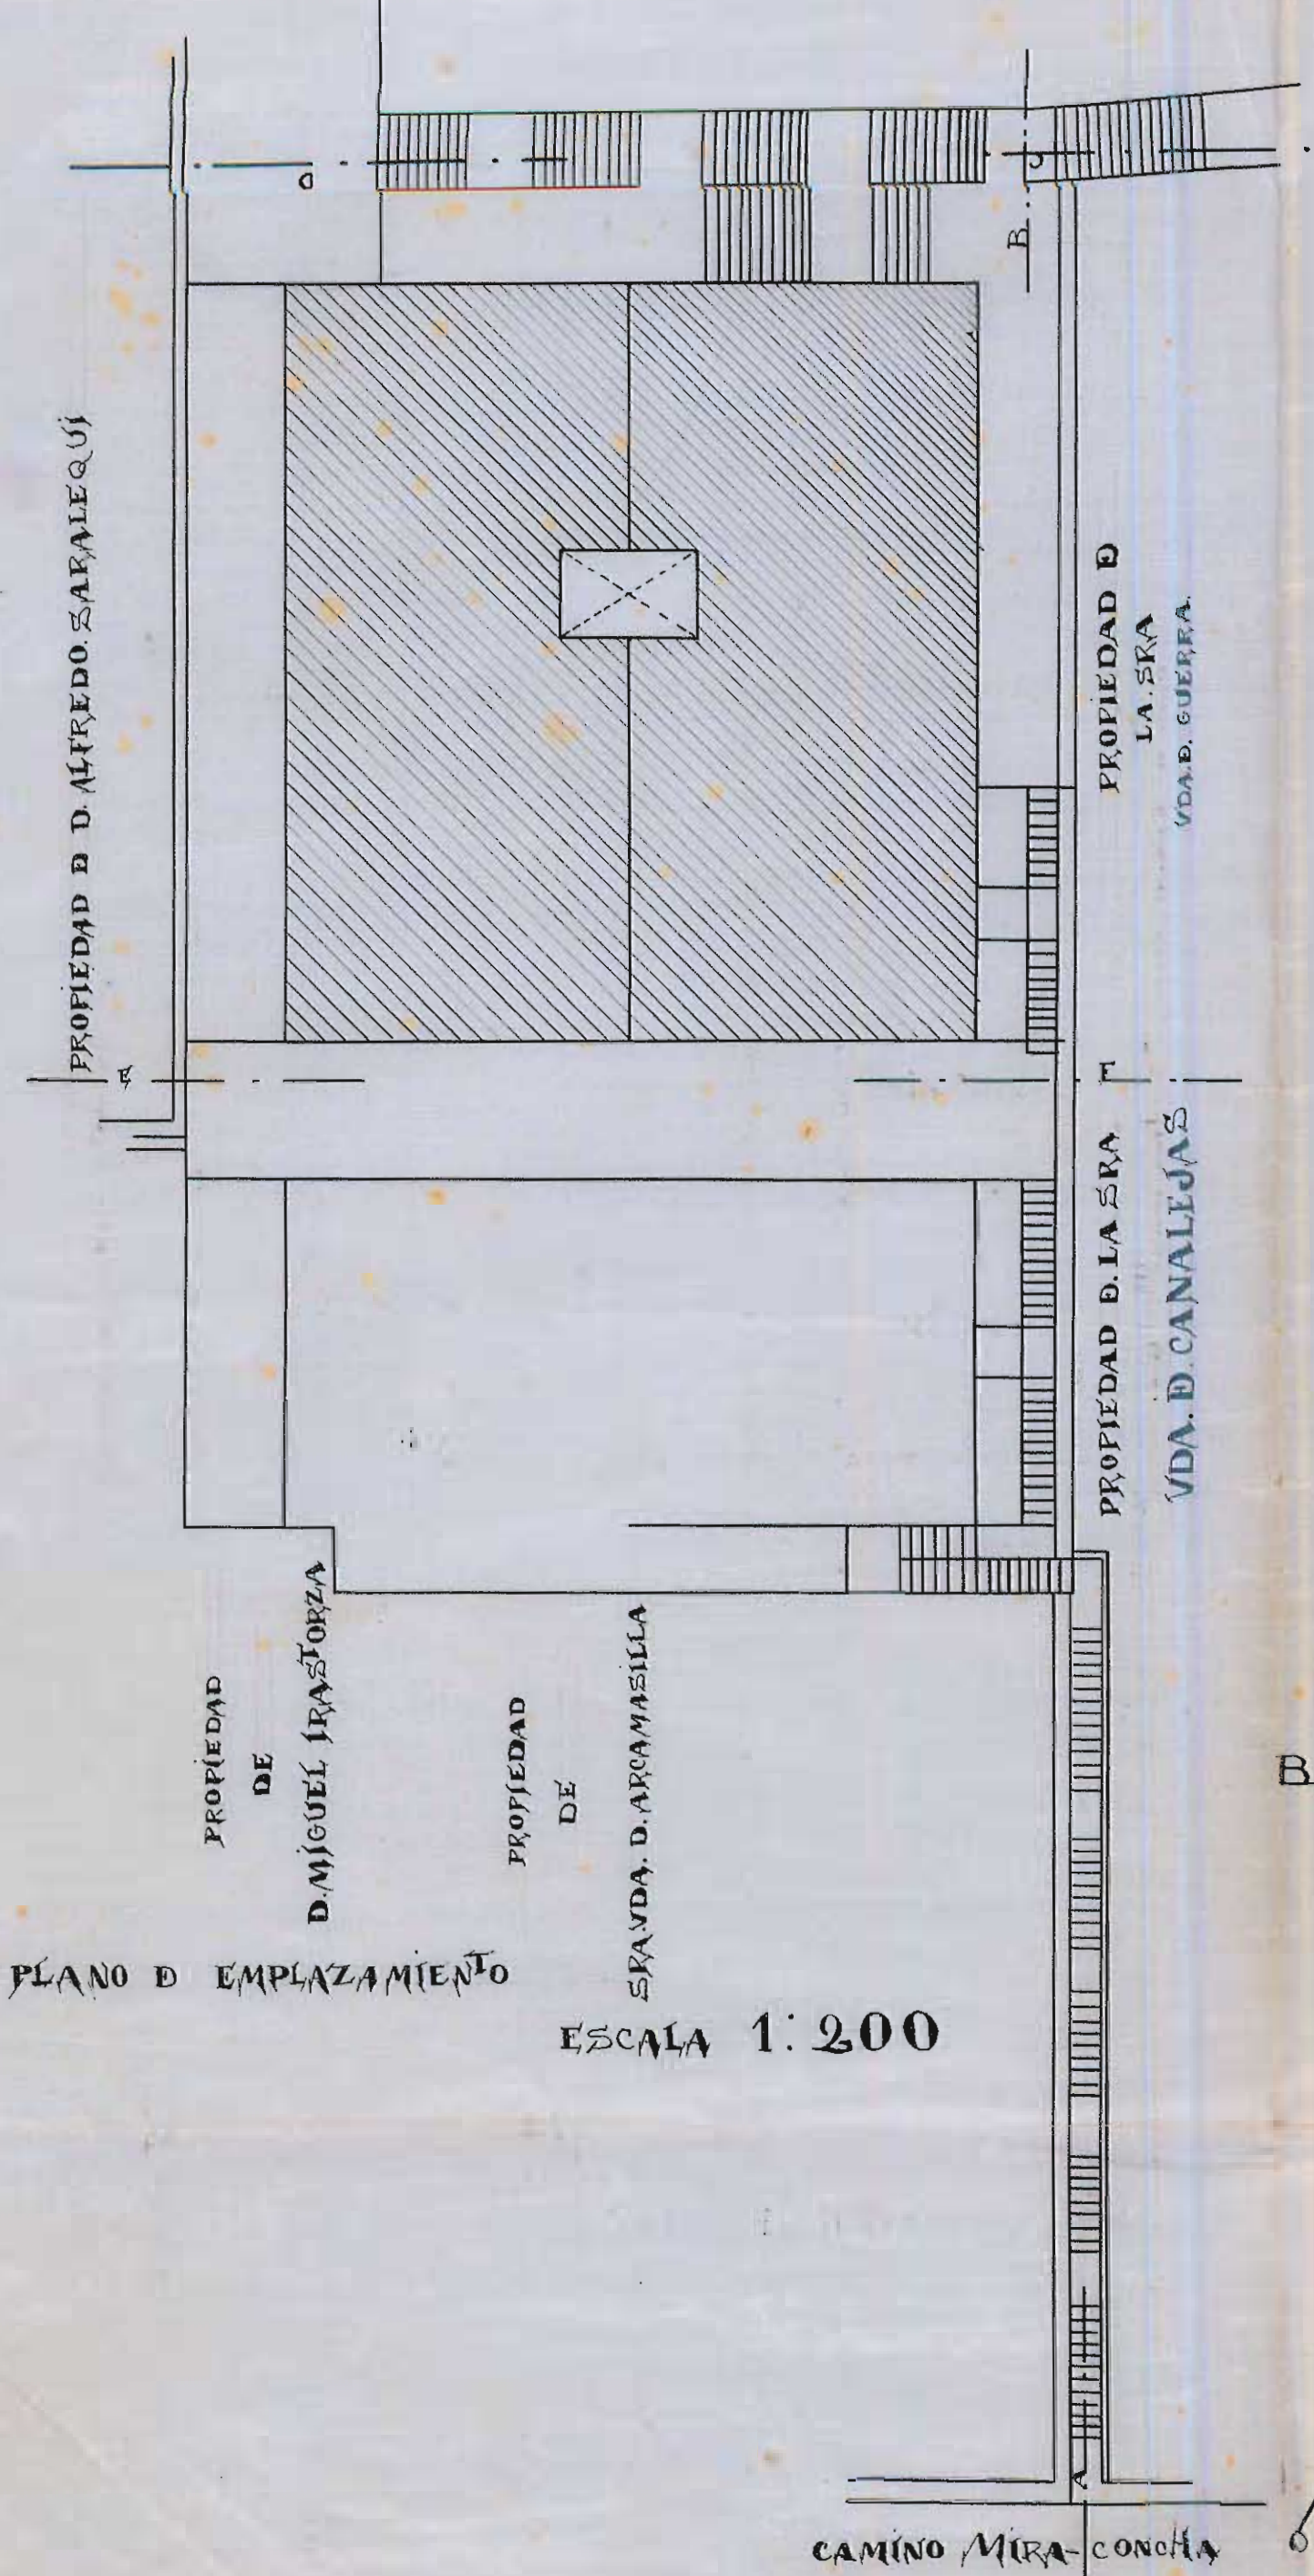 C
D
B
PROPIEDAD D D. ALFREDO. SARALEQUI
PROPIEDAD D
LA. SRA
VDA. D. GUERRA.
E
F
PROPIEDAD D. LA SRA
VDA. D. CANALEJAS
PROPIEDAD
DE
D. MIGUEL IRASTORZA
PROPIEDAD
DE
SRA. VDA. D. ARCAMASILLA
B
PLANO D EMPLAZAMIENTO
ESCALA 1:200
A
CAMINO MIRA-CONCHA